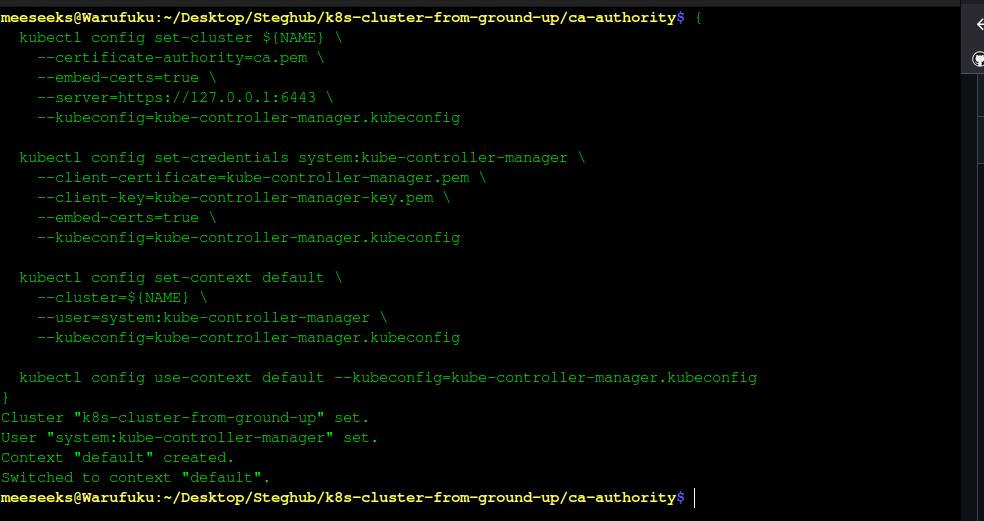 meeseeks@Warufuku:~/Desktop/Steghub/k8s-cluster-from-ground-up/ca-authority$ {
  kubectl config set-cluster ${NAME} \
    --certificate-authority=ca.pem \
    --embed-certs=true \
    --server=https://127.0.0.1:6443 \
    --kubeconfig=kube-controller-manager.kubeconfig

  kubectl config set-credentials system:kube-controller-manager \
    --client-certificate=kube-controller-manager.pem \
    --client-key=kube-controller-manager-key.pem \
    --embed-certs=true \
    --kubeconfig=kube-controller-manager.kubeconfig

  kubectl config set-context default \
    --cluster=${NAME} \
    --user=system:kube-controller-manager \
    --kubeconfig=kube-controller-manager.kubeconfig

  kubectl config use-context default --kubeconfig=kube-controller-manager.kubeconfig
}
Cluster "k8s-cluster-from-ground-up" set.
User "system:kube-controller-manager" set.
Context "default" created.
Switched to context "default".
meeseeks@Warufuku:~/Desktop/Steghub/k8s-cluster-from-ground-up/ca-authority$